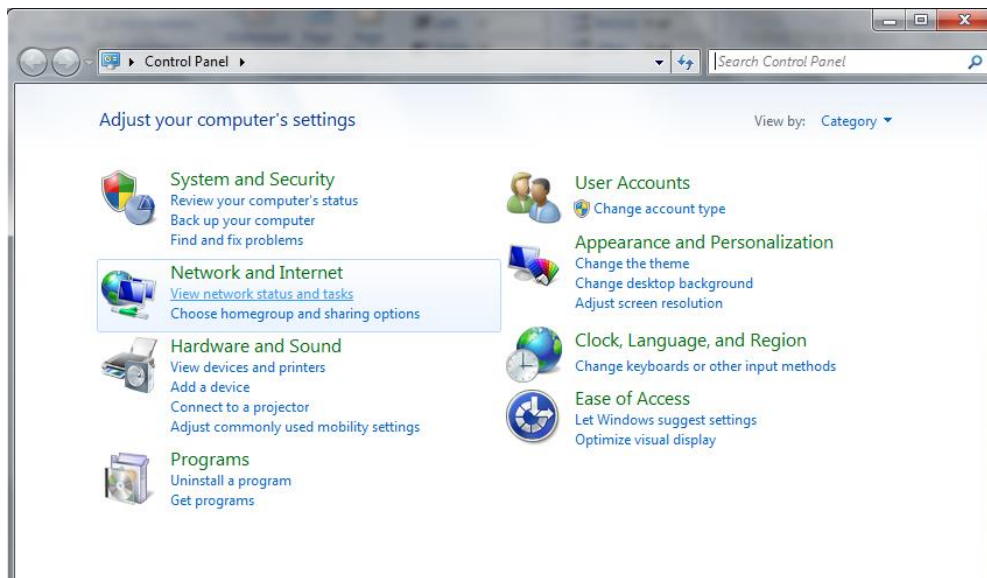 Control Panel
Search Control Panel
Adjust your computer's settings
View by: Category
System and Security
Review your computer's status
Back up your computer
Find and fix problems
Network and Internet
View network status and tasks
Choose homegroup and sharing options
Hardware and Sound
View devices and printers
Add a device
Connect to a projector
Adjust commonly used mobility settings
Programs
Uninstall a program
Get programs
User Accounts
Change account type
Appearance and Personalization
Change the theme
Change desktop background
Adjust screen resolution
Clock, Language, and Region
Change keyboards or other input methods
Ease of Access
Let Windows suggest settings
Optimize visual display